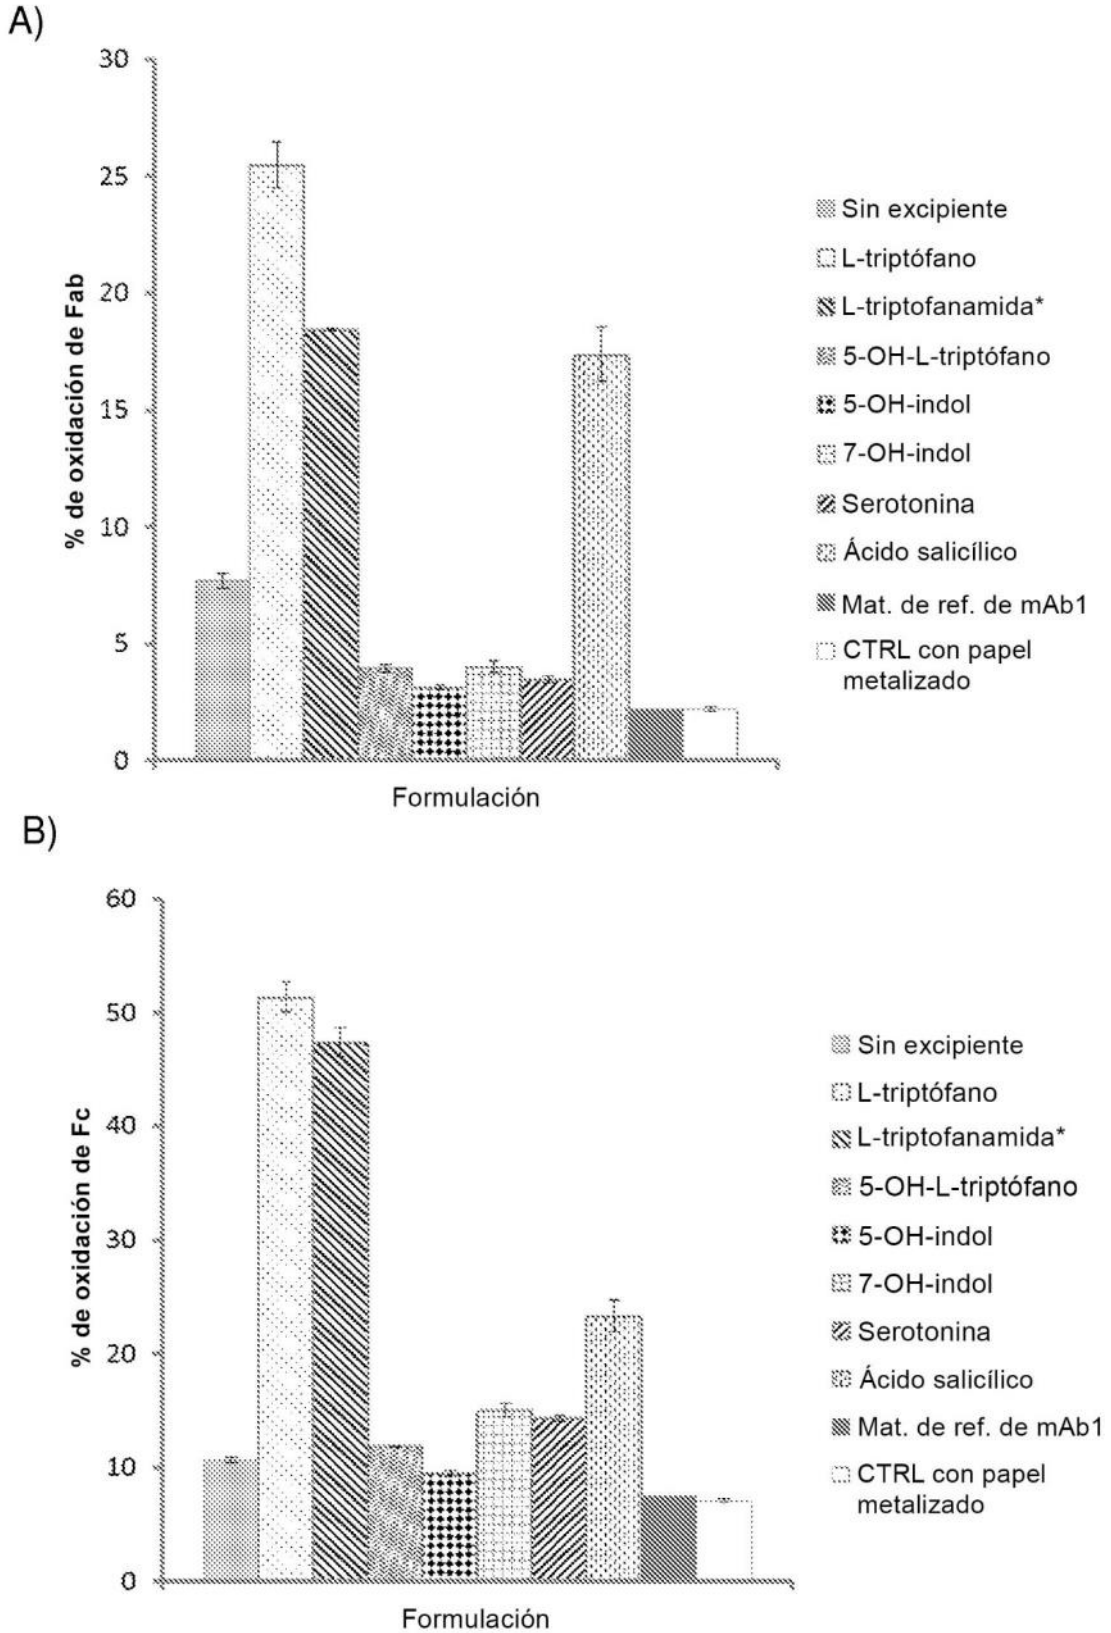 A)
30
25
20
15
10
5
0
% de oxidación de Fab
Formulación
Sin excipiente
L-triptófano
L-triptofanamida*
5-OH-L-triptófano
5-OH-indol
7-OH-indol
Serotonina
Ácido salicílico
Mat. de ref. de mAb1
CTRL con papel
metalizado
B)
60
50
40
30
20
10
0
% de oxidación de Fc
Formulación
Sin excipiente
L-triptófano
L-triptofanamida*
5-OH-L-triptófano
5-OH-indol
7-OH-indol
Serotonina
Ácido salicílico
Mat. de ref. de mAb1
CTRL con papel
metalizado